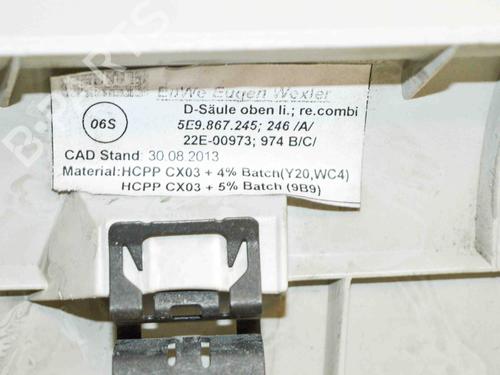 EuWe Eugen Wexler
D-Säule oben li.; re.combi
06S
5E9.867.245; 246 /A/
22E-00973; 974 B/C/
CAD Stand: 30.08.2013
Material:HCPP CX03 + 4% Batch(Y20,WC4)
HCPP CX03 + 5% Batch (9B9)
B-PARTS